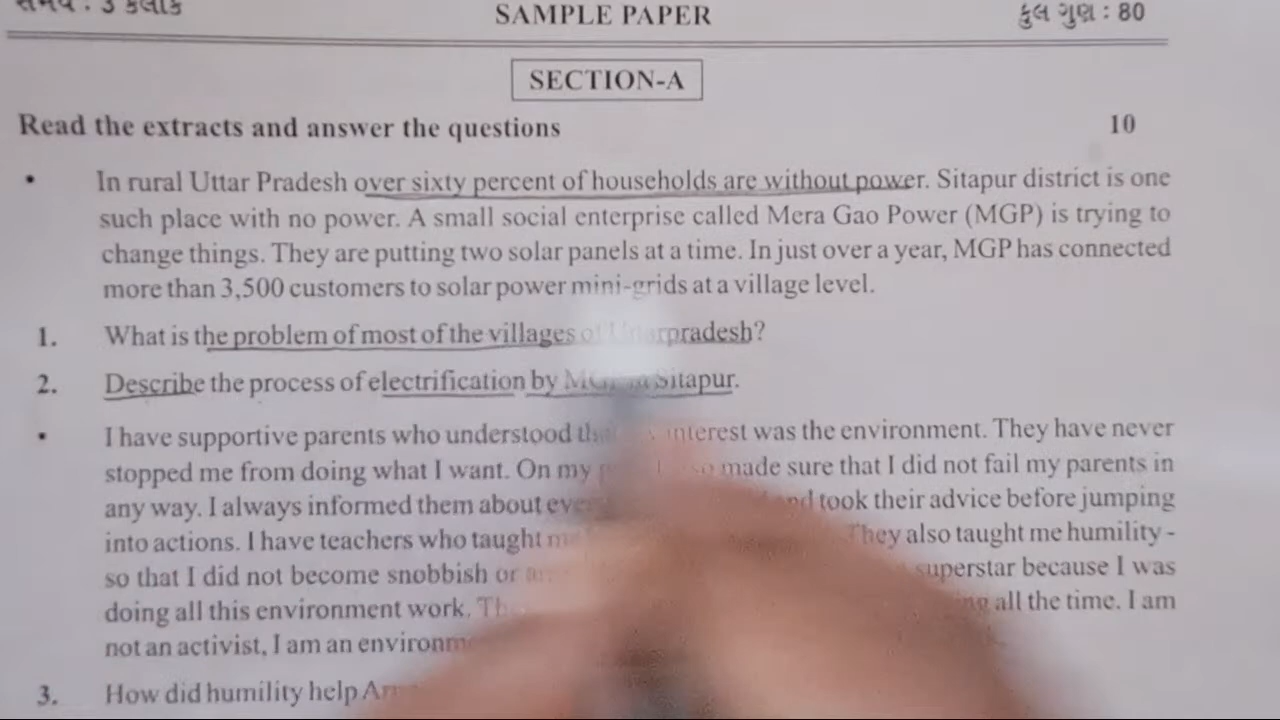 સમય : 3 કલાક SAMPLE PAPER કુલ ગુણ : 80
SECTION-A
Read the extracts and answer the questions 10
• In rural Uttar Pradesh over sixty percent of households are without power. Sitapur district is one
such place with no power. A small social enterprise called Mera Gao Power (MGP) is trying to
change things. They are putting two solar panels at a time. In just over a year, MGP has connected
more than 3,500 customers to solar power mini-grids at a village level.
1. What is the problem of most of the villages of
2. Describe the process of electrification by Sitapur.
• I have supportive parents who understood interest was the environment. They have never
stopped me from doing what I want. On my made sure that I did not fail my parents in
any way. I always informed them about took their advice before jumping
into actions. I have teachers who taught They also taught me humility -
so that I did not become snobbish or superstar because I was
doing all this environment work. all the time. I am
not an activist, I am an
3. How did humility help